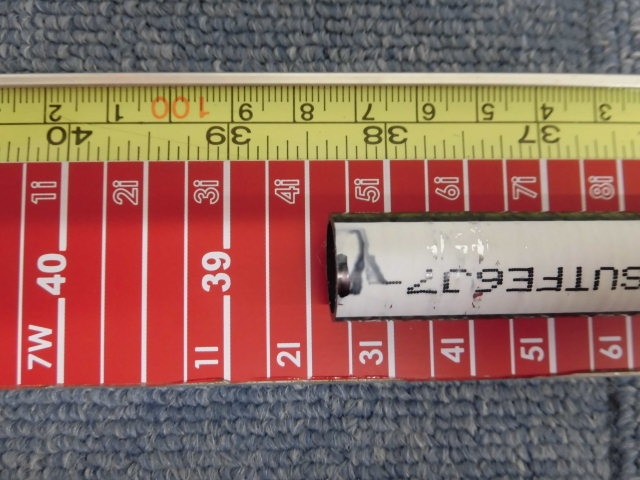 2 1 100 9 8 7 6 5 4 3
40 39 38 37
1i 2i 3i 4i 5i 6i 7i 8i
40 39
7W 1I 2I 3I 4I 5I 6I
SUTFE6J7